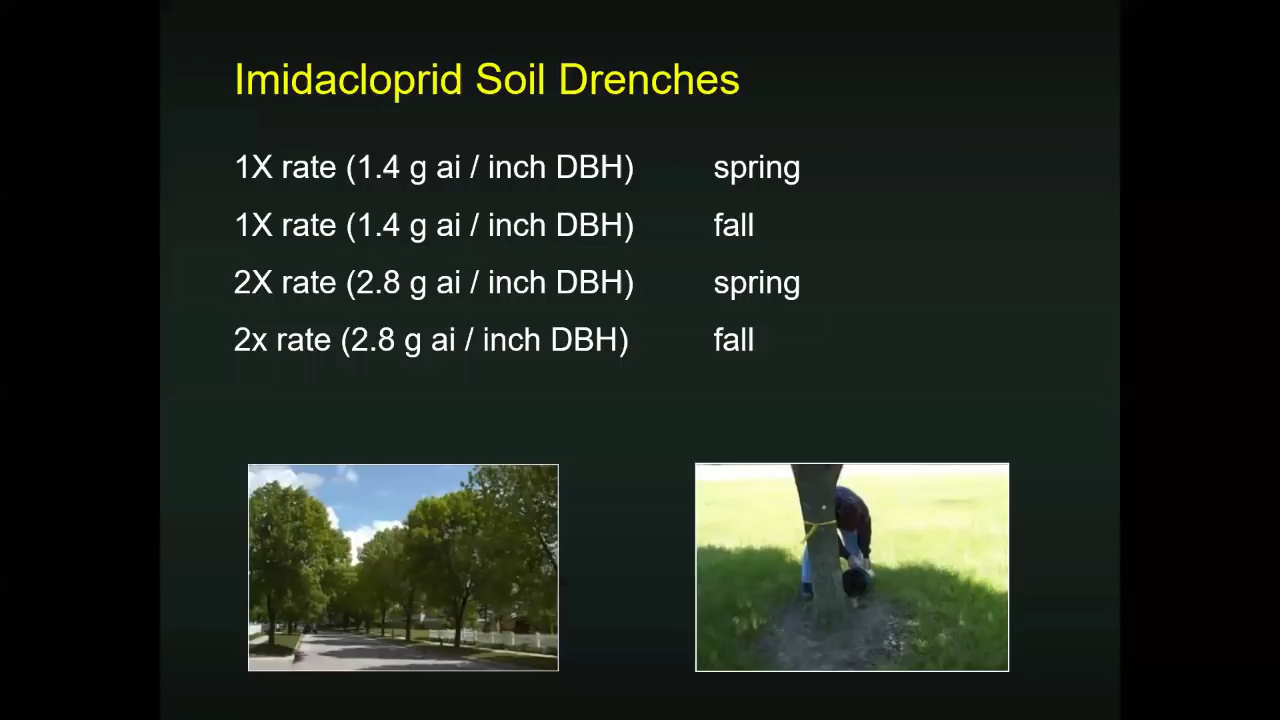 Imidacloprid Soil Drenches
1X rate (1.4 g ai / inch DBH) spring
1X rate (1.4 g ai / inch DBH) fall
2X rate (2.8 g ai / inch DBH) spring
2x rate (2.8 g ai / inch DBH) fall